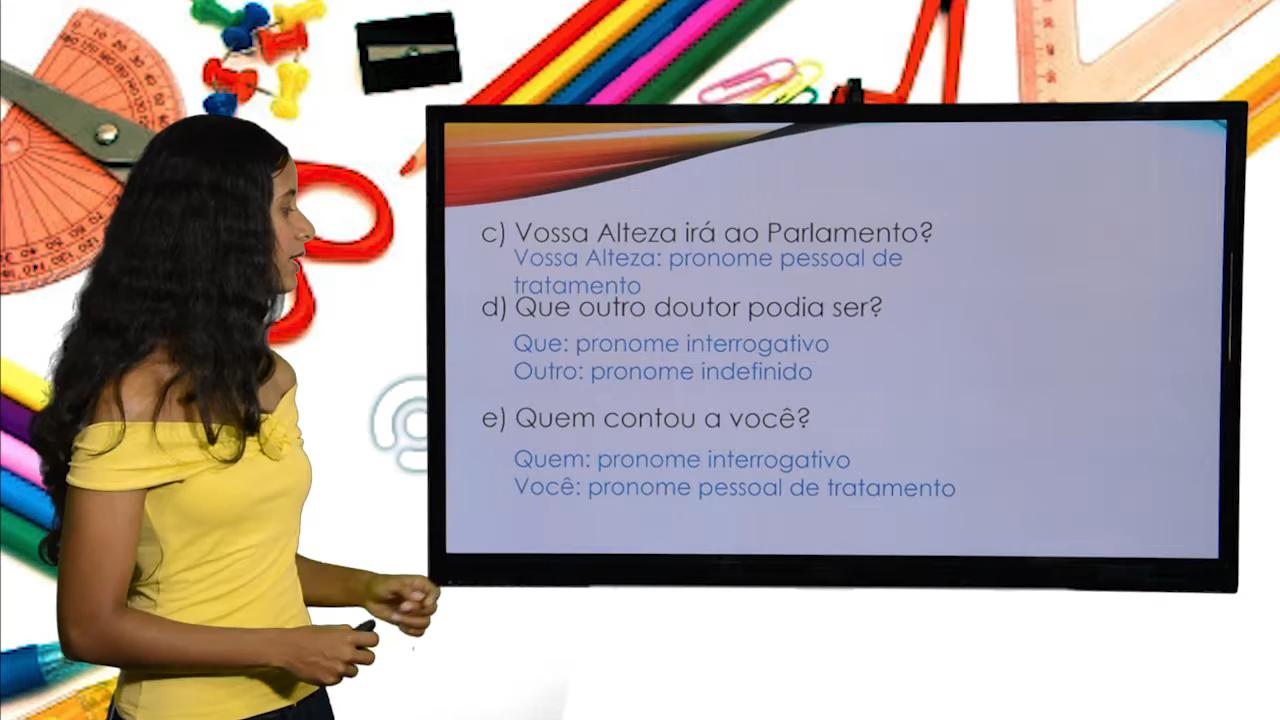 c) Vossa Alteza irá ao Parlamento?
Vossa Alteza: pronome pessoal de
tratamento
d) Que outro doutor podia ser?
Que: pronome interrogativo
Outro: pronome indefinido
e) Quem contou a você?
Quem: pronome interrogativo
Você: pronome pessoal de tratamento